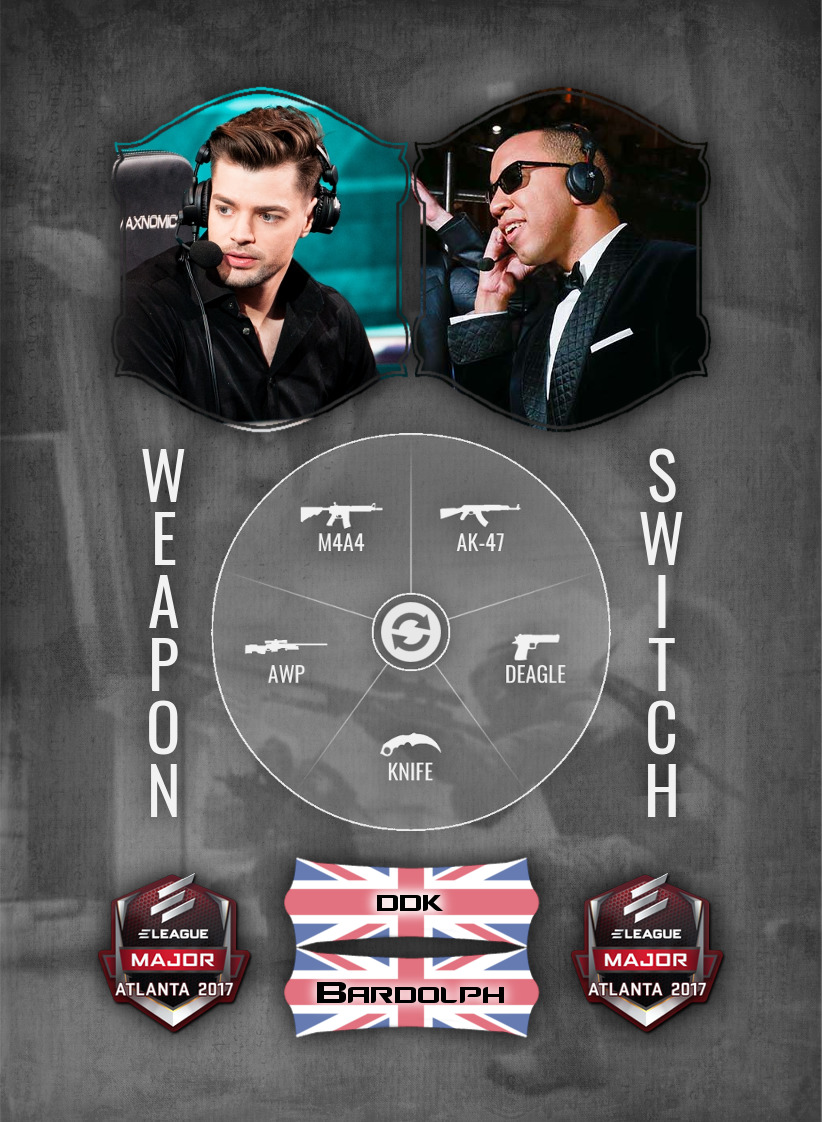 AXNOMIC
WEAPON
SWITCH
M4A4
AK-47
AWP
DEAGLE
KNIFE
DDK
BARDOLPH
ELEAGUE
MAJOR
ATLANTA 2017
ELEAGUE
MAJOR
ATLANTA 2017